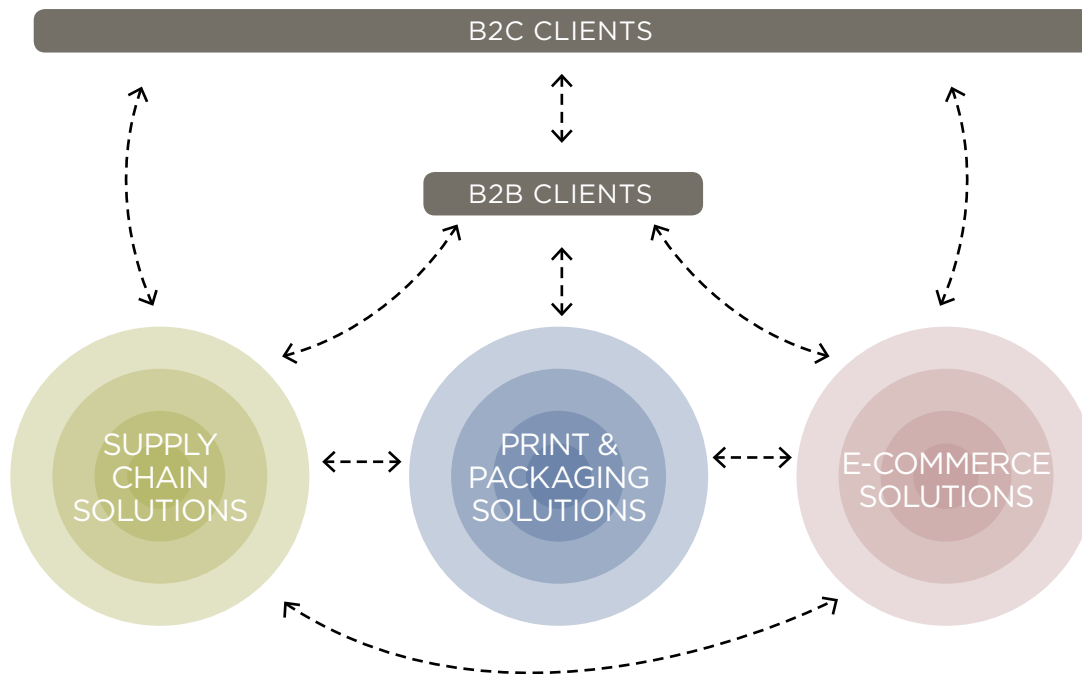 B2C CLIENTS
B2B CLIENTS
SUPPLY
CHAIN
SOLUTIONS
PRINT &
PACKAGING
SOLUTIONS
E-COMMERCE
SOLUTIONS